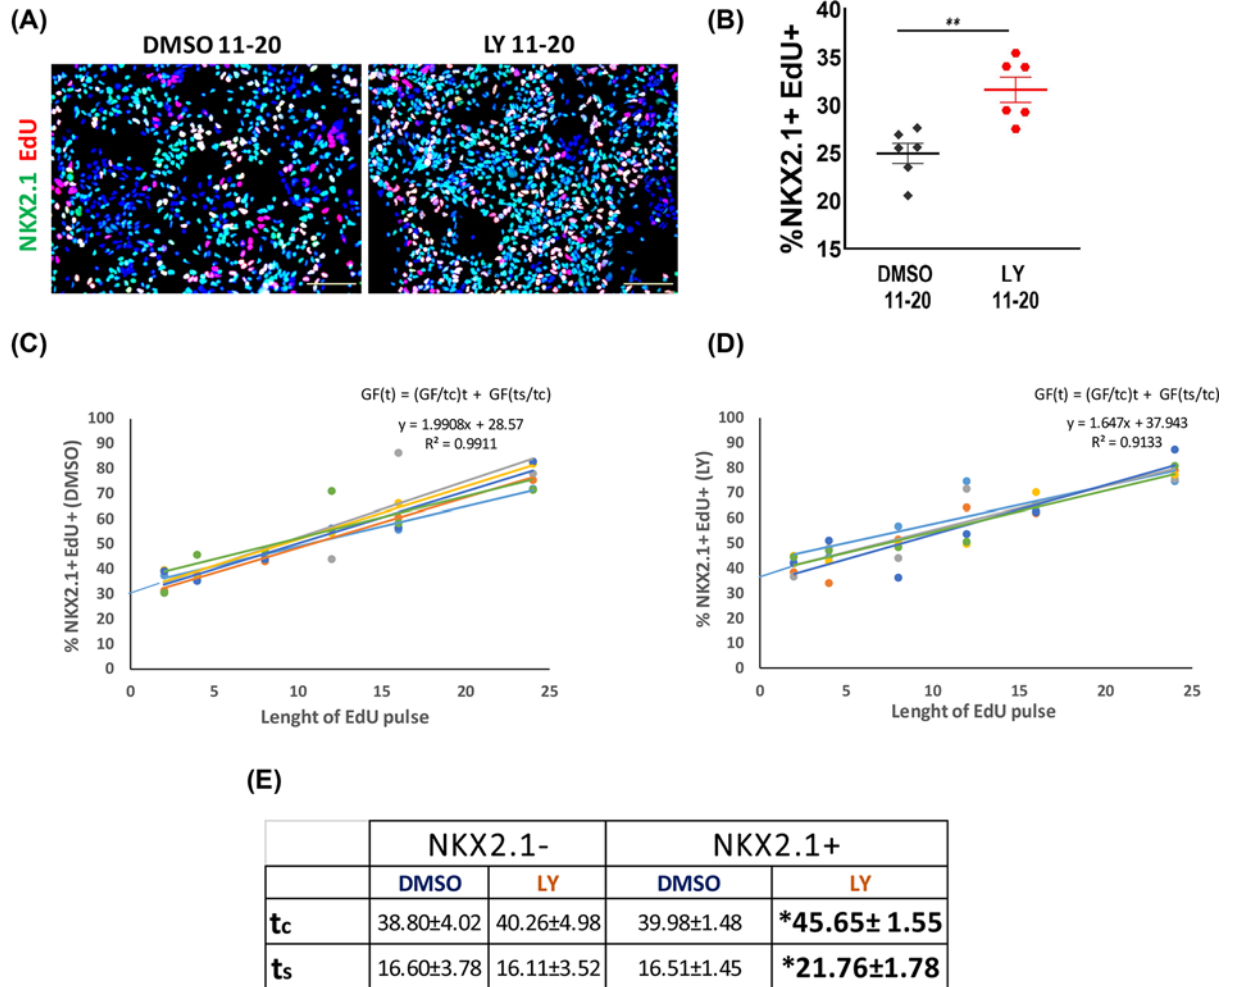 (A)
DMSO 11-20
LY 11-20
NKX2.1 EdU
(B)
%NKX2.1+ EdU+
40
35
30
25
20
15
**
DMSO
11-20
LY
11-20
(C)
GF(t) = (GF/tc)t + GF(ts/tc)
y = 1.9908x + 28.57
R² = 0.9911
% NKX2.1+ EdU+ (DMSO)
100
90
80
70
60
50
40
30
20
10
0
0 5 10 15 20 25
Lenght of EdU pulse
(D)
GF(t) = (GF/tc)t + GF(ts/tc)
y = 1.647x + 37.943
R² = 0.9133
% NKX2.1+ EdU+ (LY)
100
90
80
70
60
50
40
30
20
10
0
0 5 10 15 20 25
Lenght of EdU pulse
(E)
NKX2.1- NKX2.1+
DMSO LY DMSO LY
tc 38.80±4.02 40.26±4.98 39.98±1.48 *45.65± 1.55
ts 16.60±3.78 16.11±3.52 16.51±1.45 *21.76±1.78